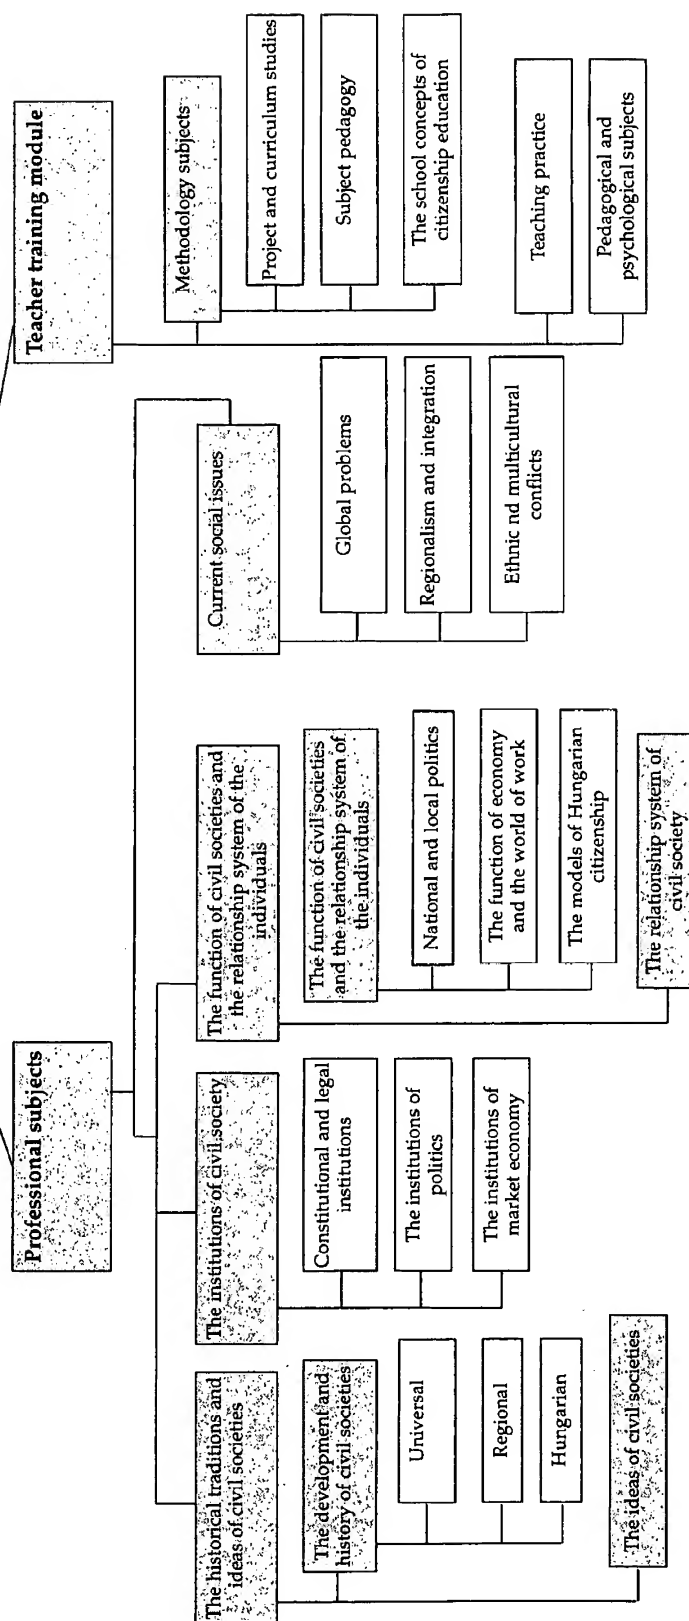 Professional subjects
Teacher training module
The historical traditions and
ideas of civil societies
The development and
history of civil societies
Universal
Regional
Hungarian
The ideas of civil societies
The institutions of civil society
Constitutional and legal
institutions
The institutions of
politics
The institutions of
market economy
The function of civil societies and
the relationship system of the
individuals
The function of civil societies
and the relationship system of
the individuals
National and local politics
The function of economy
and the world of work
The models of Hungarian
citizenship
The relationship system of
civil society
Current social issues
Global problems
Regionalism and integration
Ethnic nd multicultural
conflicts
Methodology subjects
Project and curriculum studies
Subject pedagogy
The school concepts of
citizenship education
Teaching practice
Pedagogical and
psychological subjects